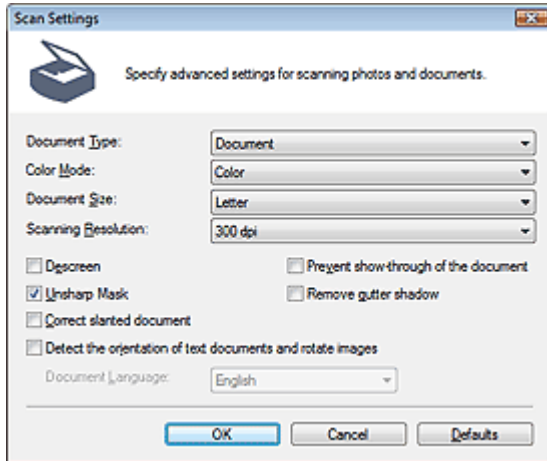 Scan Settings
Specify advanced settings for scanning photos and documents.
Document Type: Document
Color Mode: Color
Document Size: Letter
Scanning Resolution: 300 dpi
Descreen Prevent show-through of the document
Unsharp Mask Remove gutter shadow
Correct slanted document
Detect the orientation of text documents and rotate images
Document Language: English
OK Cancel Defaults